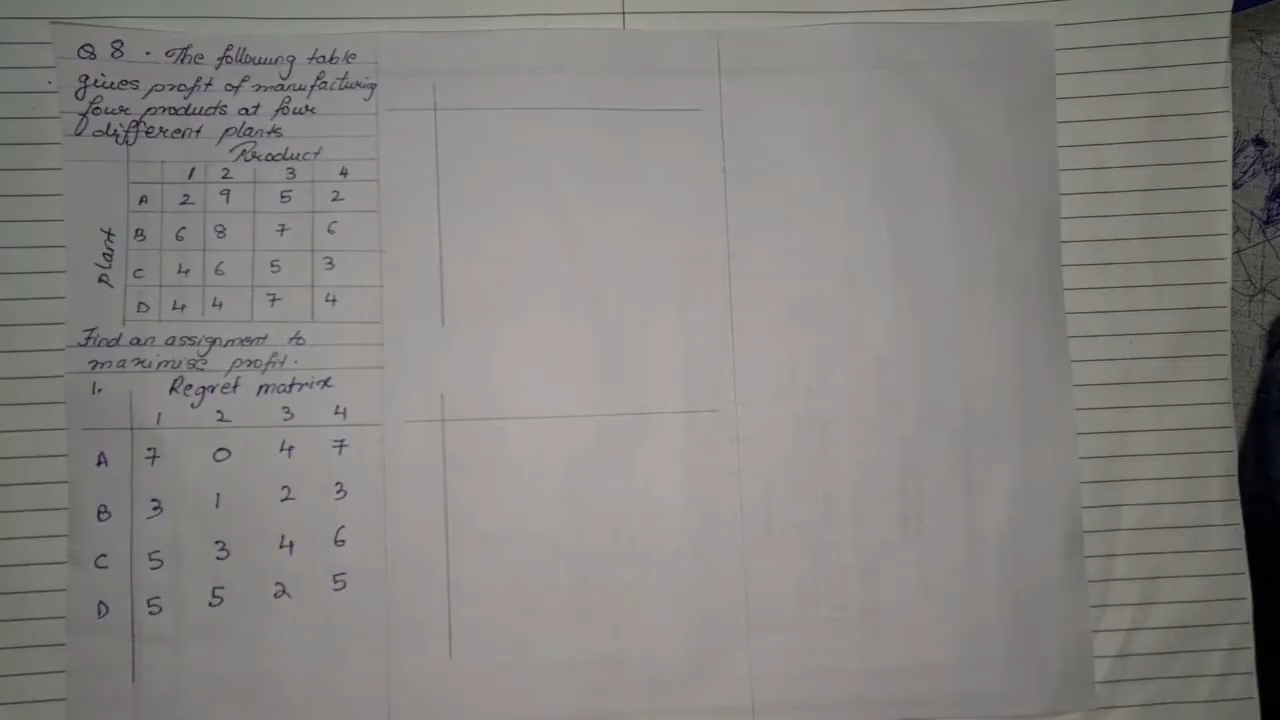 Q 8. The following table
gives profit of manufacturing
four products at four
different plants
Product
1 2 3 4
A 2 9 5 2
B 6 8 7 6
Plant
C 4 6 5 3
D 4 4 7 4
Find an assignment to
maximise profit.
1. Regret matrix
1 2 3 4
A 7 0 4 7
B 3 1 2 3
C 5 3 4 6
D 5 5 2 5